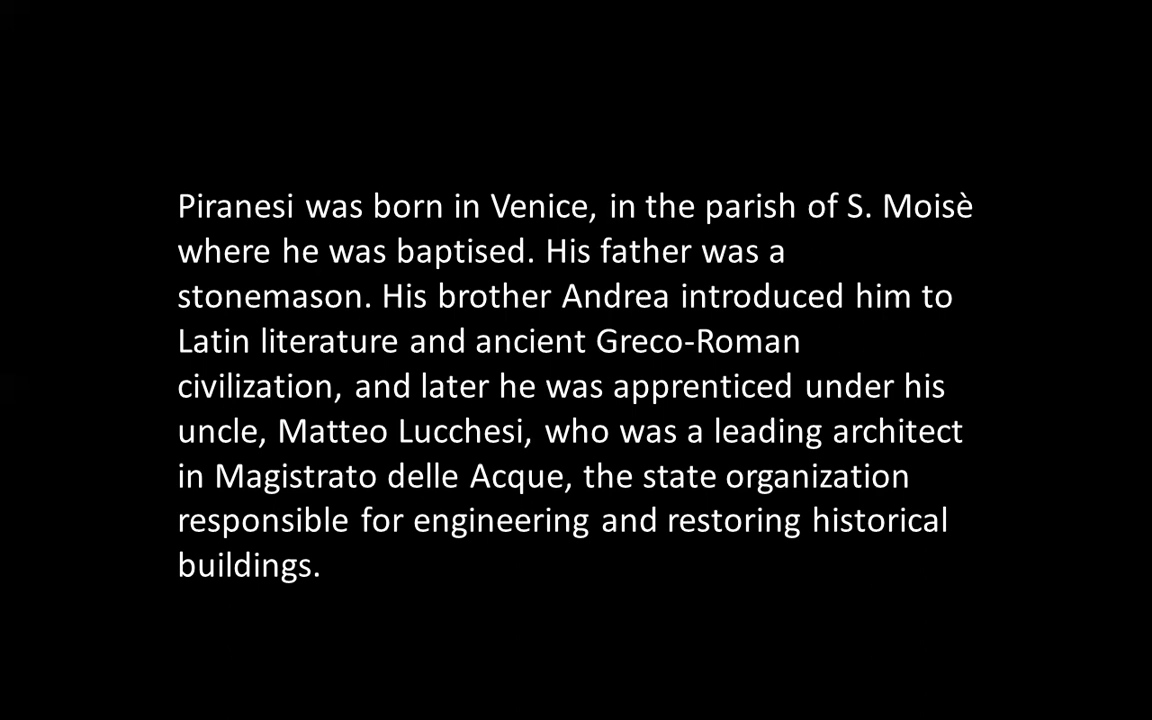 Piranesi was born in Venice, in the parish of S. Moisè
where he was baptised. His father was a
stonemason. His brother Andrea introduced him to
Latin literature and ancient Greco-Roman
civilization, and later he was apprenticed under his
uncle, Matteo Lucchesi, who was a leading architect
in Magistrato delle Acque, the state organization
responsible for engineering and restoring historical
buildings.